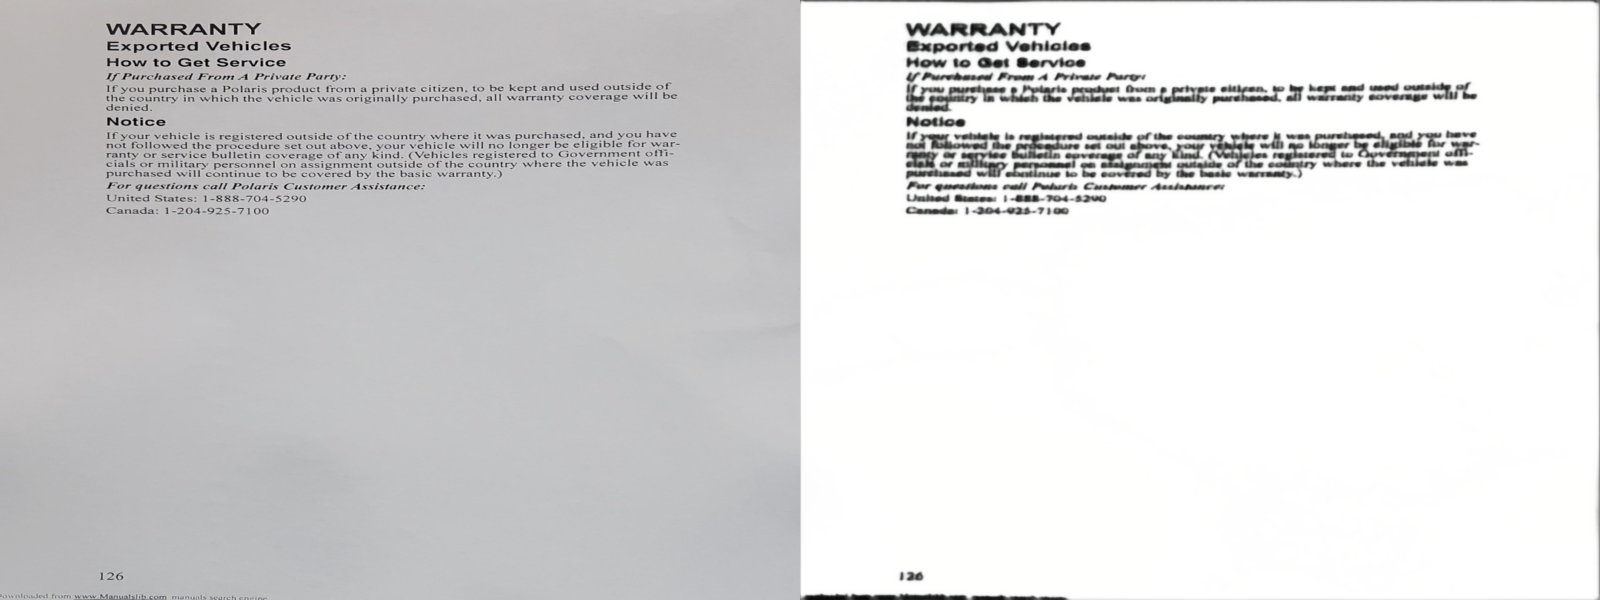 WARRANTY
Exported Vehicles
How to Get Service
If Purchased From A Private Party:
If you purchase a Polaris product from a private citizen, to be kept and used outside of
the country in which the vehicle was originally purchased, all warranty coverage will be
denied.
Notice
If your vehicle is registered outside of the country where it was purchased, and you have
not followed the procedure set out above, your vehicle will no longer be eligible for war-
ranty or service bulletin coverage of any kind. (Vehicles registered to Government offi-
cials or military personnel on assignment outside of the country where the vehicle was
purchased will continue to be covered by the basic warranty.)
For questions call Polaris Customer Assistance:
United States: 1-888-704-5290
Canada: 1-204-925-7100
126
Downloaded from www.Manualslib.com manuals search engine
WARRANTY
Exported Vehicles
How to Get Service
If Purchased From A Private Party:
If you purchase a Polaris product from a private citizen, to be kept and used outside of
the country in which the vehicle was originally purchased, all warranty coverage will be
denied.
Notice
If your vehicle is registered outside of the country where it was purchased, and you have
not followed the procedure set out above, your vehicle will no longer be eligible for war-
ranty or service bulletin coverage of any kind. (Vehicles registered to Government offi-
cials or military personnel on assignment outside of the country where the vehicle was
purchased will continue to be covered by the basic warranty.)
For questions call Polaris Customer Assistance:
United States: 1-888-704-5290
Canada: 1-204-925-7100
126